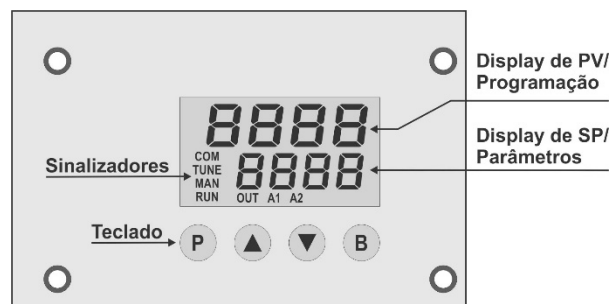 Display de PV/
Programação
8888
Display de SP/
Parâmetros
Sinalizadores
COM
TUNE
MAN
RUN
8888
OUT A1 A2
Teclado
P
B